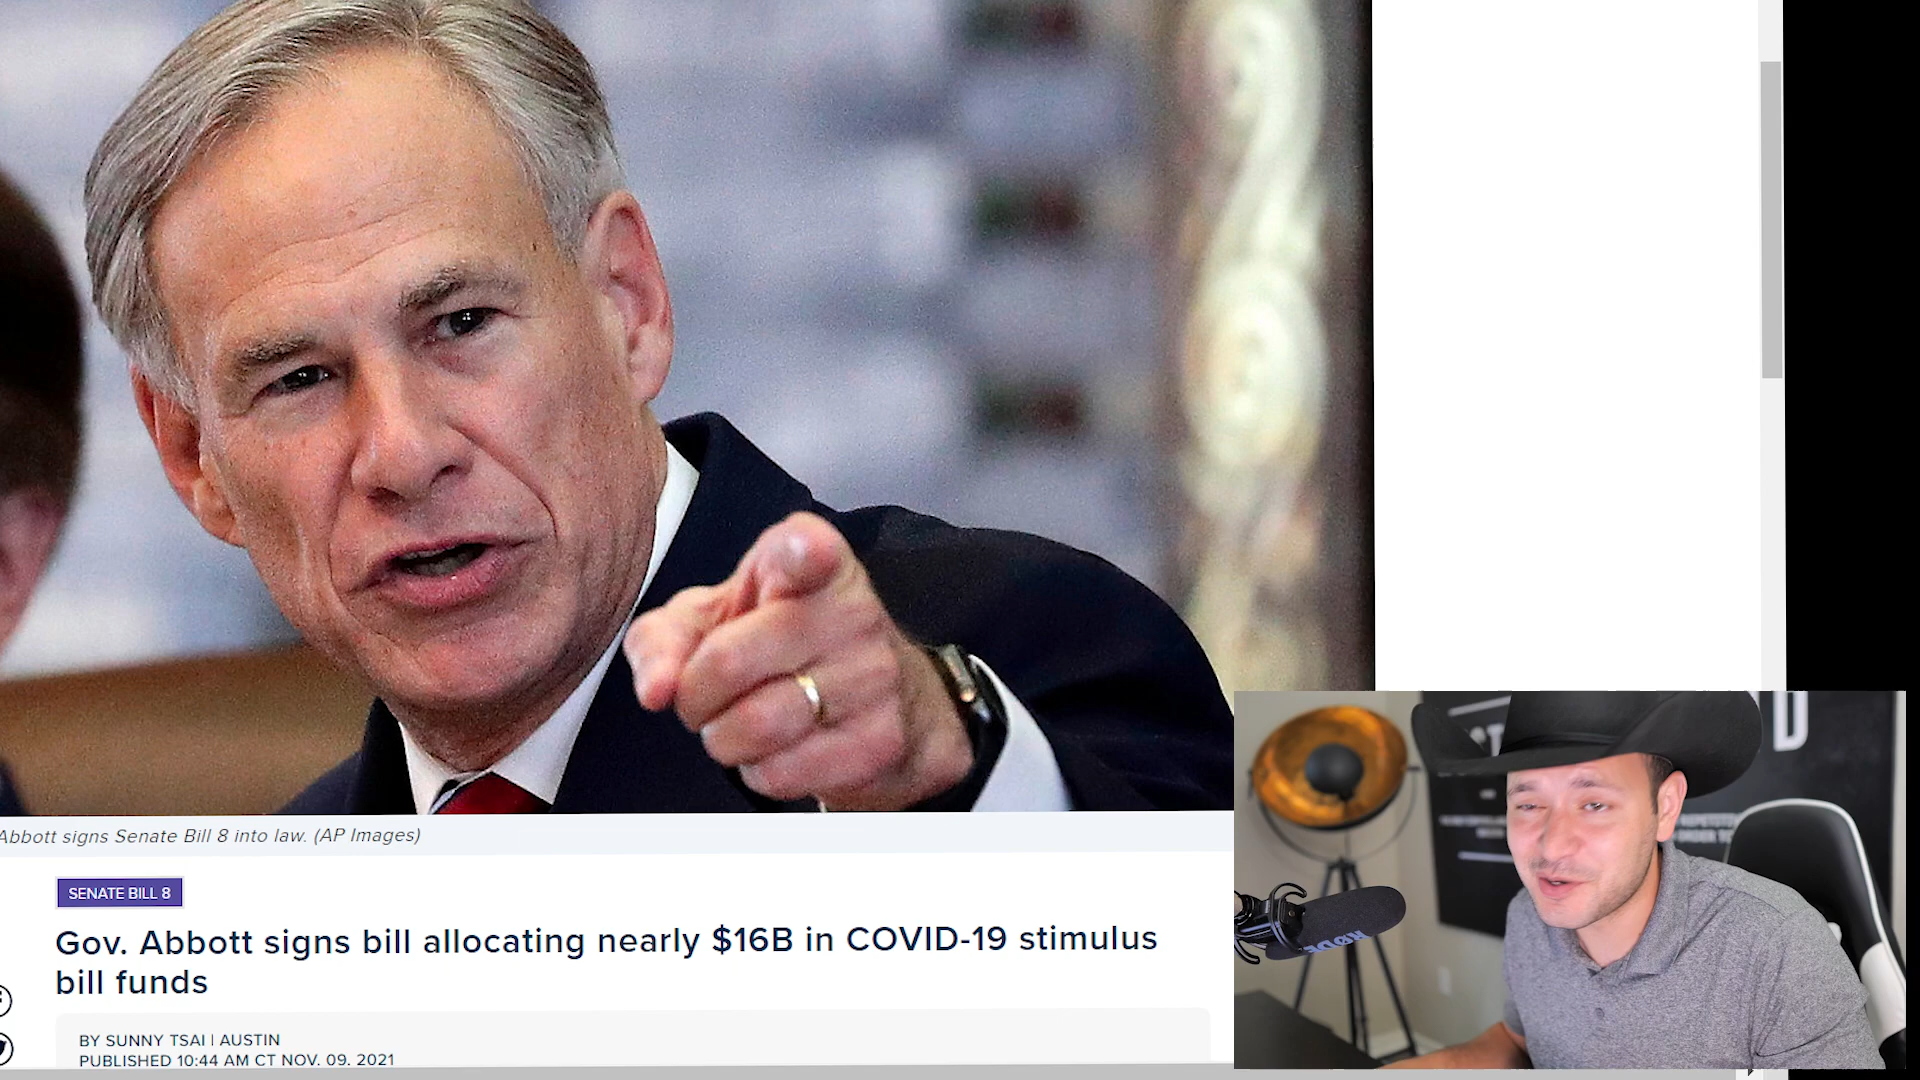 Abbott signs Senate Bill 8 into law. (AP Images)
SENATE BILL 8
Gov. Abbott signs bill allocating nearly $16B in COVID-19 stimulus
bill funds
BY SUNNY TSAI | AUSTIN
PUBLISHED 10:44 AM CT NOV. 09. 2021
D
RØDE